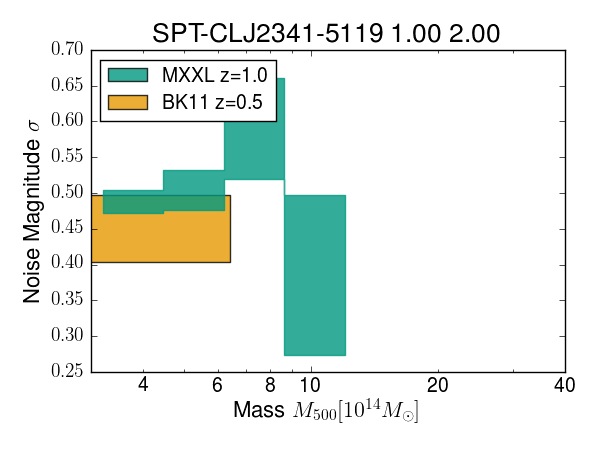 SPT-CLJ2341-5119 1.00 2.00
MXXL z=1.0
BK11 z=0.5
Noise Magnitude σ
0.70
0.65
0.60
0.55
0.50
0.45
0.40
0.35
0.30
0.25
4 6 8 10 20 40
Mass M₅₀₀[10¹⁴M☉]